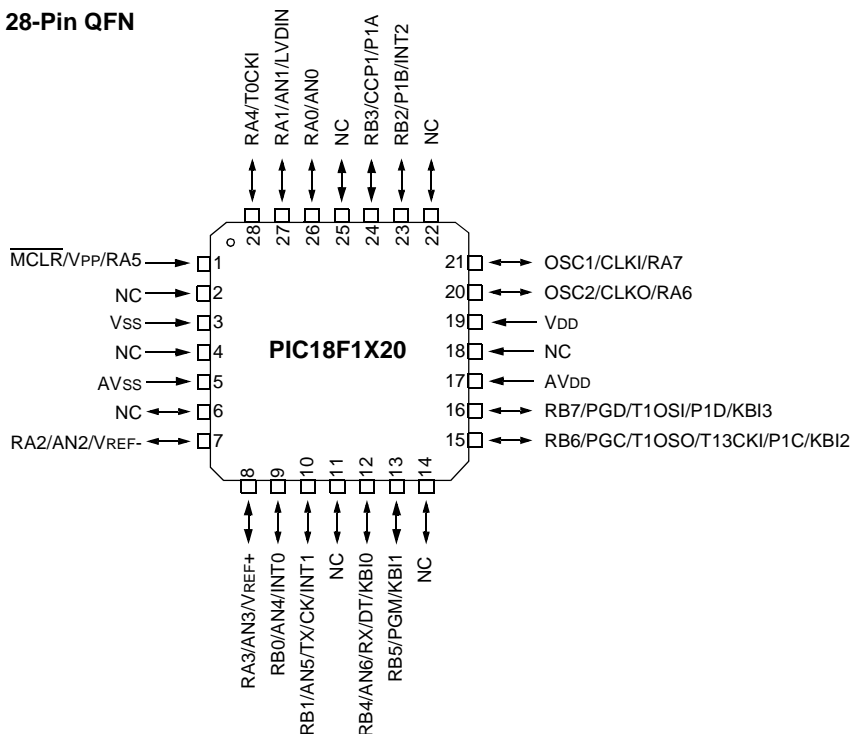 28-Pin QFN
RA4/T0CKI
RA1/AN1/LVDIN
RA0/AN0
NC
RB3/CCP1/P1A
RB2/P1B/INT2
NC
28
27
26
25
24
23
22
MCLR/VPP/RA5
1
NC
2
VSS
3
NC
4
AVSS
5
NC
6
RA2/AN2/VREF-
7
PIC18F1X20
21
OSC1/CLKI/RA7
20
OSC2/CLKO/RA6
19
VDD
18
NC
17
AVDD
16
RB7/PGD/T1OSI/P1D/KBI3
15
RB6/PGC/T1OSO/T13CKI/P1C/KBI2
8
9
10
11
12
13
14
RA3/AN3/VREF+
RB0/AN4/INT0
RB1/AN5/TX/CK/INT1
NC
RB4/AN6/RX/DT/KBI0
RB5/PGM/KBI1
NC